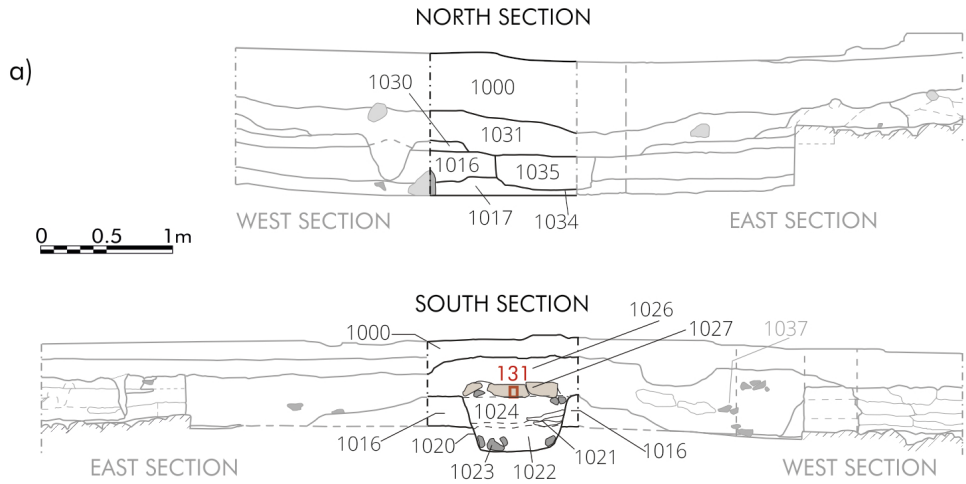 NORTH SECTION
a)
1030
1000
1031
1016
1035
1017
1034
WEST SECTION
EAST SECTION
0 0.5 1m
SOUTH SECTION
1026
1000
1027
1037
131
1024
1016
1020
1021
1016
1023
1022
EAST SECTION
WEST SECTION